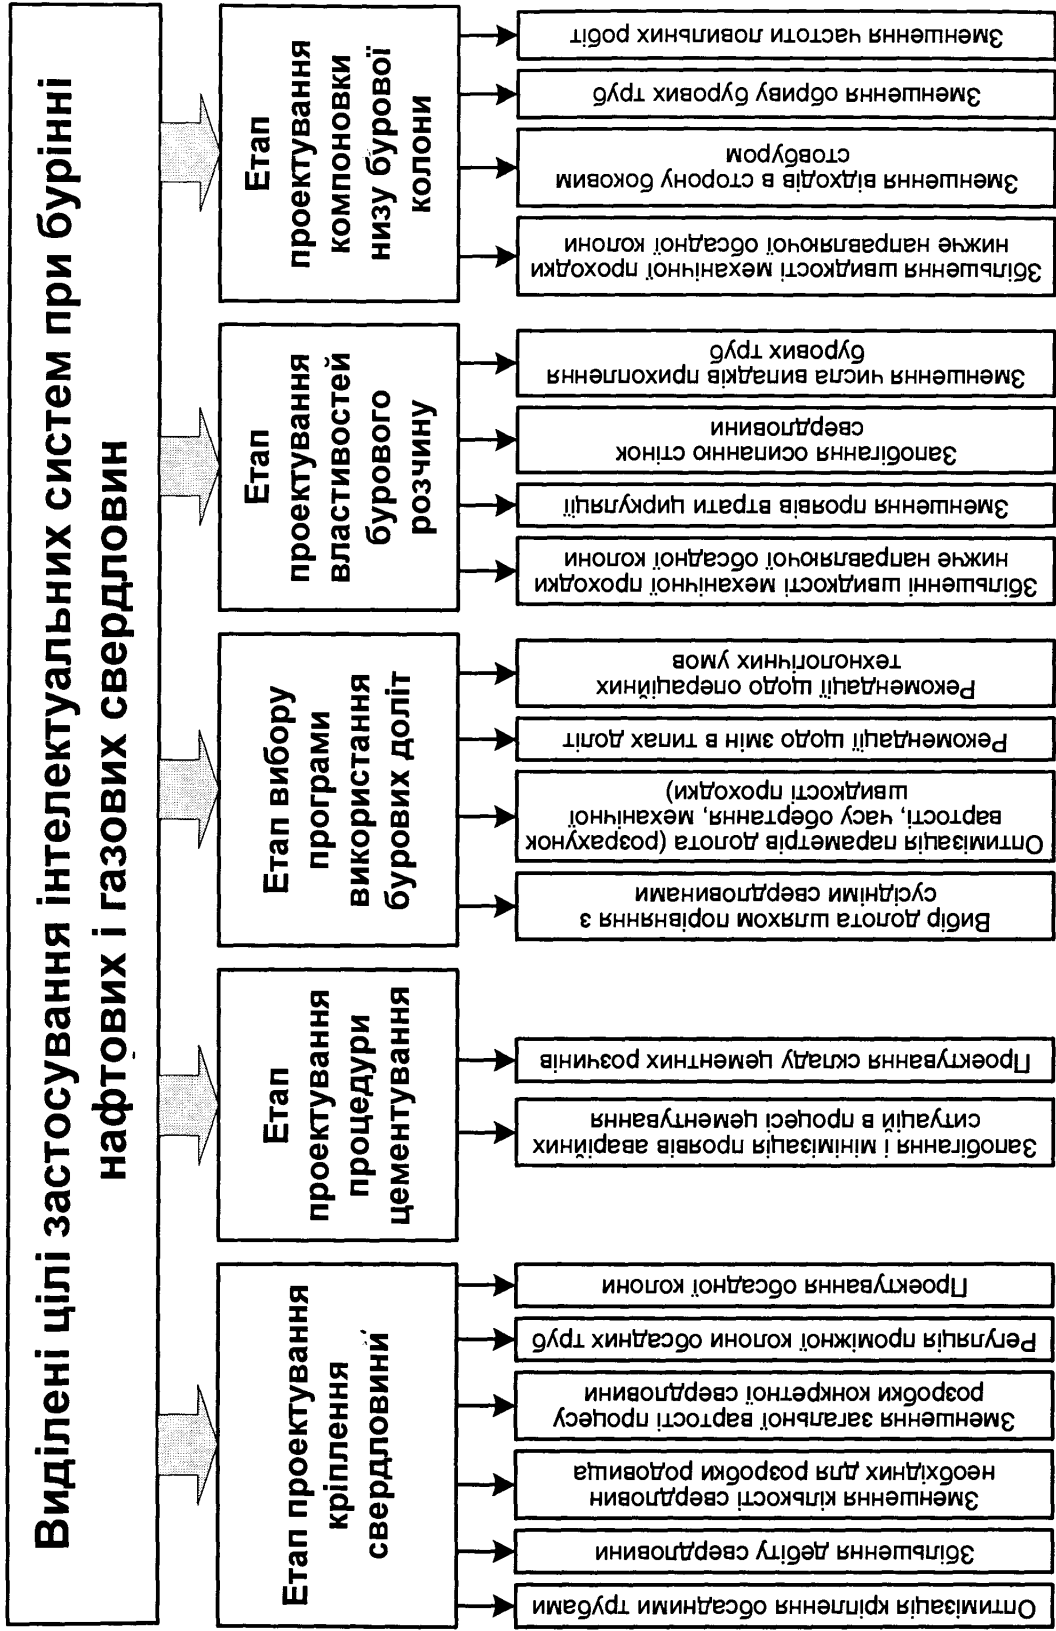 Виділені цілі застосування інтелектуальних систем при бурінні
нафтових і газових свердловин
Етап проектування
кріплення
свердловини
Оптимізація кріплення обсадними трубами
Збільшення дебіту свердловини
Зменшення кількості свердловин
необхідних для розробки родовища
Зменшення загальної вартості процесу
розробки конкретної свердловини
Регуляція проміжної колони обсадних труб
Проектування обсадної колони
Етап
проектування
процедури
цементування
Запобігання і мінімізація проявів аварійних
ситуацій в процесі цементування
Проектування складу цементних розчинів
Етап вибору
програми
використання
бурових доліт
Вибір долота шляхом порівняння з
сусідніми свердловинами
Оптимізація параметрів долота (розрахунок
вартості, часу обертання, механічної
швидкості проходки)
Рекомендації щодо змін в типах доліт
Рекомендації щодо операційних
технологічних умов
Етап
проектування
властивостей
бурового
розчину
Збільшенні швидкості механічної проходки
нижче направляючої обсадної колони
Зменшення проявів втрати циркуляції
Запобігання осипанню стінок
свердловини
Зменшення числа випадків прихоплення
бурових труб
Етап
проектування
компоновки
низу бурової
колони
Збільшення швидкості механічної проходки
нижче направляючої обсадної колони
Зменшення відходів в сторону боковим
стовбуром
Зменшення обриву бурових труб
Зменшення частоти ловильних робіт